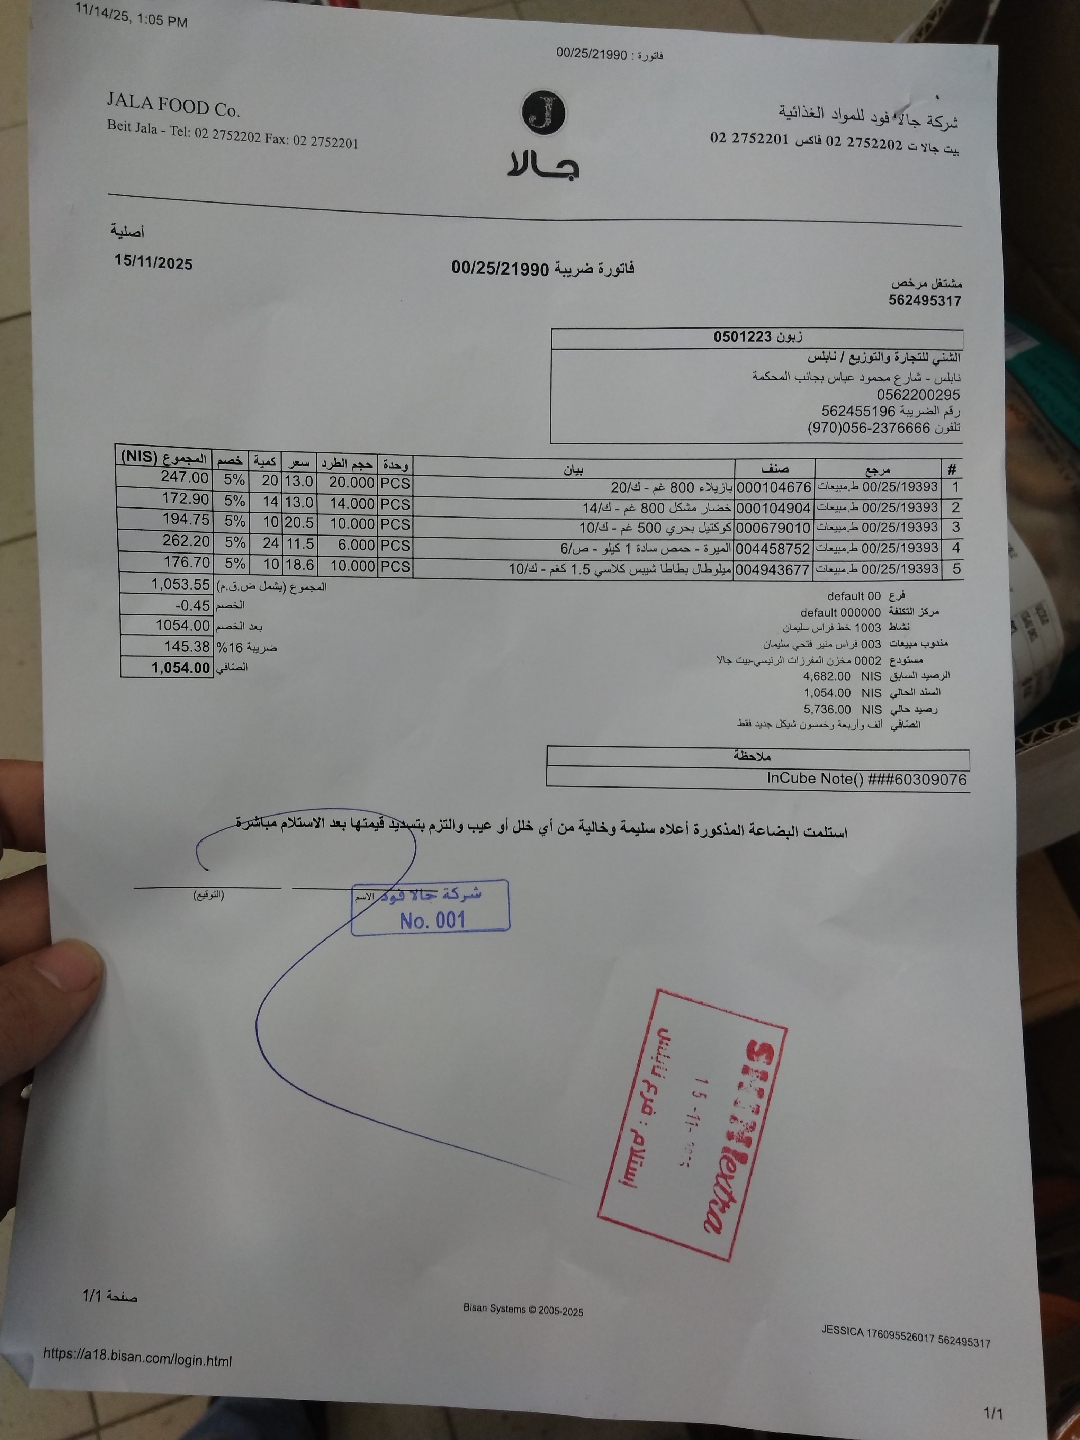 11/14/25, 1:05 PM
فاتورة : 00/25/21990
JALA FOOD Co.
Beit Jala - Tel: 02 2752202 Fax: 02 2752201
J
جالا
شركة جالا فود للمواد الغذائية
بيت جالا ت 2752202 02 فاكس 2752201 02
أصلية
15/11/2025
فاتورة ضريبة 00/25/21990
مشتغل مرخص
562495317
زبون 0501223
الشني للتجارة والتوزيع / نابلس
نابلس - شارع محمود عباس بجانب المحكمة
0562200295
رقم الضريبة 562455196
تلفون 056-2376666(970)
# مرجع صنف بيان وحدة حجم الطرد سعر كمية خصم المجموع (NIS)
1 00/25/19393 ط.مبيعات 000104676 بازيلاء 800 غم - ك/20 PCS 20.000 13.0 20 5% 247.00
2 00/25/19393 ط.مبيعات 000104904 خضار مشكل 800 غم - ك/14 PCS 14.000 13.0 14 5% 172.90
3 00/25/19393 ط.مبيعات 000679010 كوكتيل بحري 500 غم - ك/10 PCS 10.000 20.5 10 5% 194.75
4 00/25/19393 ط.مبيعات 004458752 الميرة - حمص سادة 1 كيلو - ص/6 PCS 6.000 11.5 24 5% 262.20
5 00/25/19393 ط.مبيعات 004943677 ميلوطال بطاطا شيبس كلاسي 1.5 كغم - ك/10 PCS 10.000 18.6 10 5% 176.70
المجموع (يشمل ض.ق.م) 1,053.55
الخصم -0.45
بعد الخصم 1054.00
ضريبة 16% 145.38
الصافي 1,054.00
فرع 00 default
مركز التكلفة 000000 default
نشاط 1003 خط فراس سليمان
مندوب مبيعات 003 فراس منير فتحي سليمان
مستودع 0002 مخزن المفرزات الرئيسي-بيت جالا
الرصيد السابق NIS 4,682.00
السند الحالي NIS 1,054.00
رصيد حالي NIS 5,736.00
الصافي ألف وأربعة وخمسون شيكل جديد فقط
ملاحظة
InCube Note() ###60309076
استلمت البضاعة المذكورة أعلاه سليمة وخالية من أي خلل أو عيب والتزم بتسديد قيمتها بعد الاستلام مباشرة
الاسم
(التوقيع)
شركة جالا فود
No. 001
extra
15-11-
إستلام : فرع نابلس
صفحة 1/1
Bisan Systems © 2005-2025
JESSICA 176095526017 562495317
https://a18.bisan.com/login.html
1/1